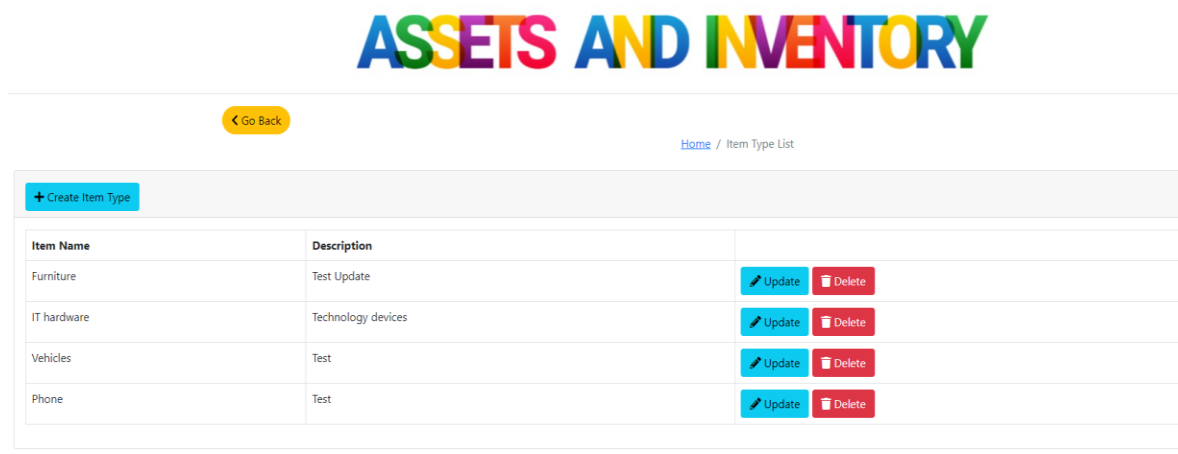 ASSETS AND INVENTORY
Go Back
Home / Item Type List
Create Item Type
Item Name Description
Furniture Test Update Update Delete
IT hardware Technology devices Update Delete
Vehicles Test Update Delete
Phone Test Update Delete